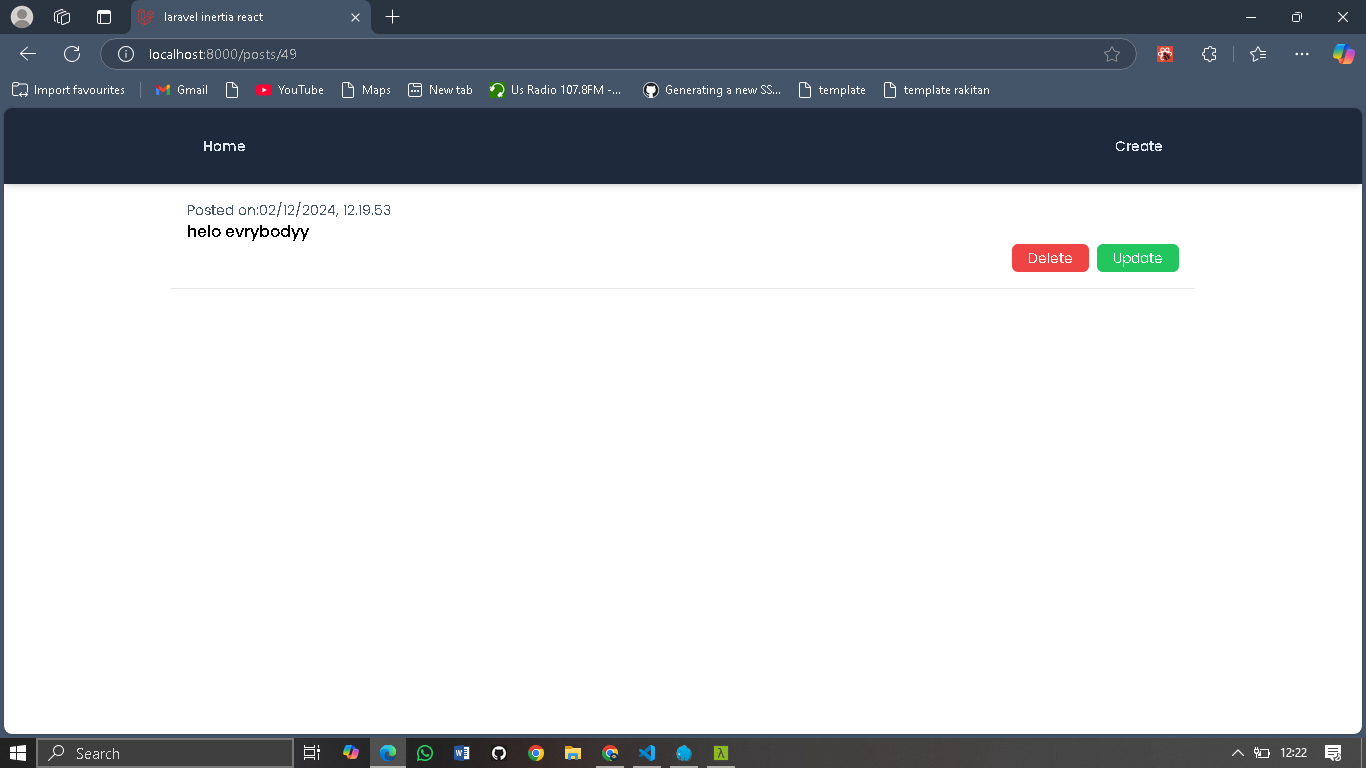 laravel inertia react
localhost:8000/posts/49
Import favourites
Gmail
YouTube
Maps
New tab
Us Radio 107.8FM -...
Generating a new SS...
template
template rakitan
Home
Create
Posted on:02/12/2024, 12.19.53
helo evrybodyy
Delete
Update
Search
12:22